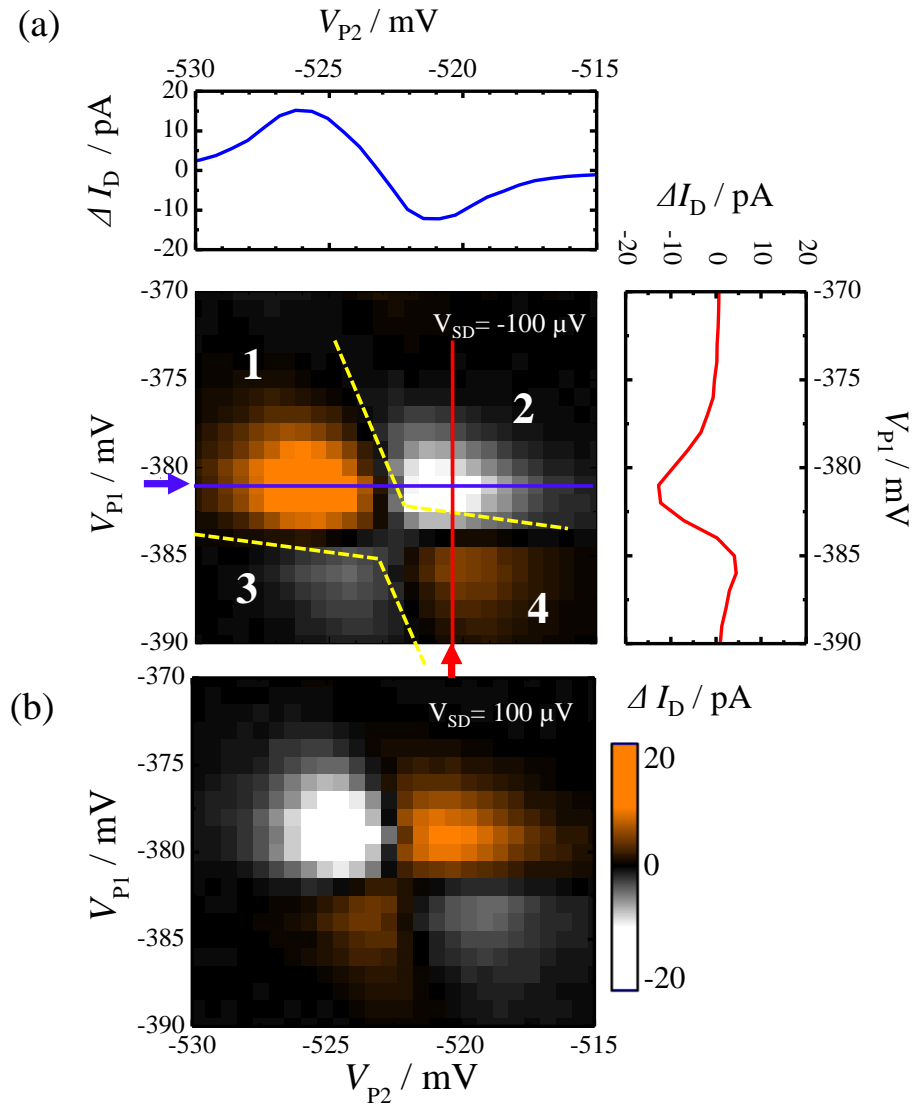 (a)
V_P2 / mV
-530 -525 -520 -515
20
10
0
-10
-20
Δ I_D / pA
ΔI_D / pA
-20 -10 0 10 20
-370
-375
-380
-385
-390
V_P1 / mV
V_SD= -100 µV
1
2
3
4
-370
-375
-380
-385
-390
V_P1 / mV
(b)
-370
-375
-380
-385
-390
V_P1 / mV
V_SD= 100 µV
-530 -525 -520 -515
V_P2 / mV
Δ I_D / pA
20
0
-20